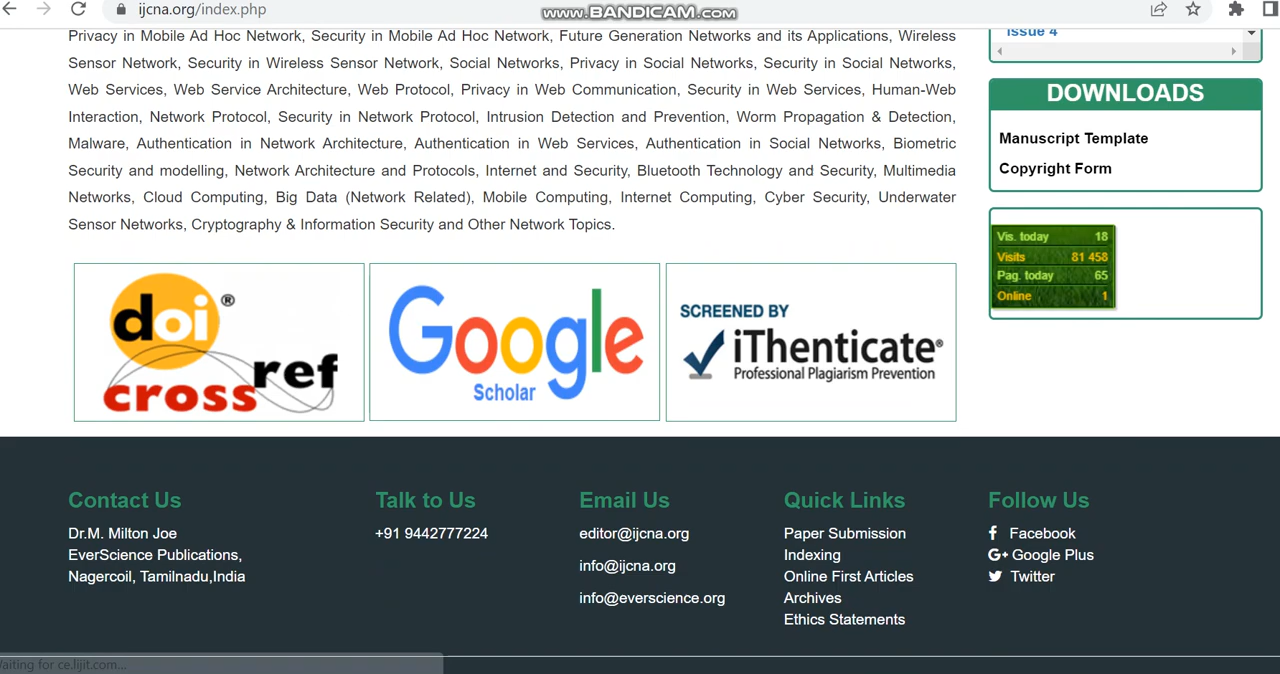 ijcna.org/index.php
www.BANDICAM.com
Privacy in Mobile Ad Hoc Network, Security in Mobile Ad Hoc Network, Future Generation Networks and its Applications, Wireless
Sensor Network, Security in Wireless Sensor Network, Social Networks, Privacy in Social Networks, Security in Social Networks,
Web Services, Web Service Architecture, Web Protocol, Privacy in Web Communication, Security in Web Services, Human-Web
Interaction, Network Protocol, Security in Network Protocol, Intrusion Detection and Prevention, Worm Propagation & Detection,
Malware, Authentication in Network Architecture, Authentication in Web Services, Authentication in Social Networks, Biometric
Security and modelling, Network Architecture and Protocols, Internet and Security, Bluetooth Technology and Security, Multimedia
Networks, Cloud Computing, Big Data (Network Related), Mobile Computing, Internet Computing, Cyber Security, Underwater
Sensor Networks, Cryptography & Information Security and Other Network Topics.
Issue 4
DOWNLOADS
Manuscript Template
Copyright Form
Vis. today 18
Visits 81 458
Pag. today 65
Online 1
doi®
cross ref
Google
Scholar
SCREENED BY
iThenticate®
Professional Plagiarism Prevention
Contact Us
Dr.M. Milton Joe
EverScience Publications,
Nagercoil, Tamilnadu,India
Talk to Us
+91 9442777224
Email Us
editor@ijcna.org
info@ijcna.org
info@everscience.org
Quick Links
Paper Submission
Indexing
Online First Articles
Archives
Ethics Statements
Follow Us
Facebook
G+ Google Plus
Twitter
aiting for ce.lijit.com...